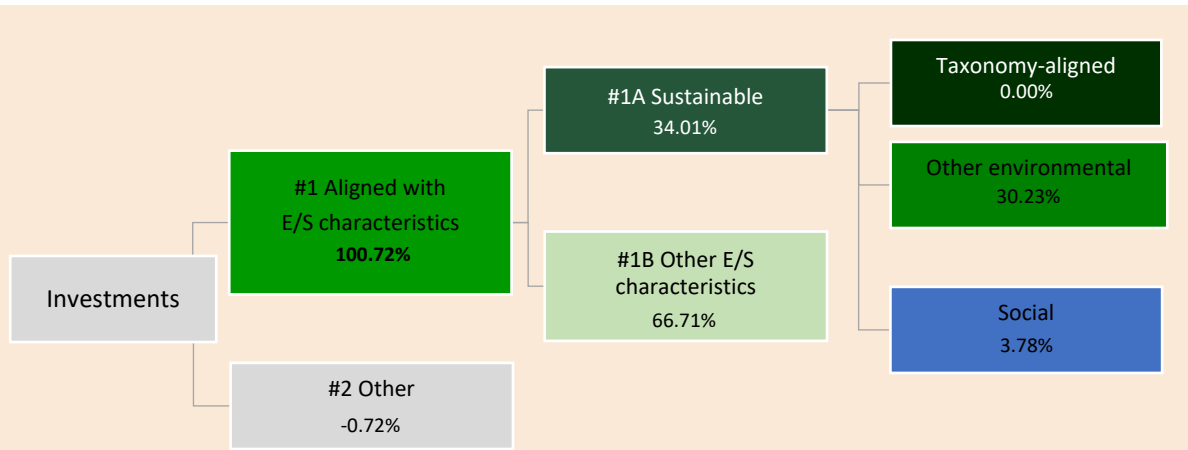 Investments
#1 Aligned with
E/S characteristics
100.72%
#2 Other
-0.72%
#1A Sustainable
34.01%
#1B Other E/S
characteristics
66.71%
Taxonomy-aligned
0.00%
Other environmental
30.23%
Social
3.78%